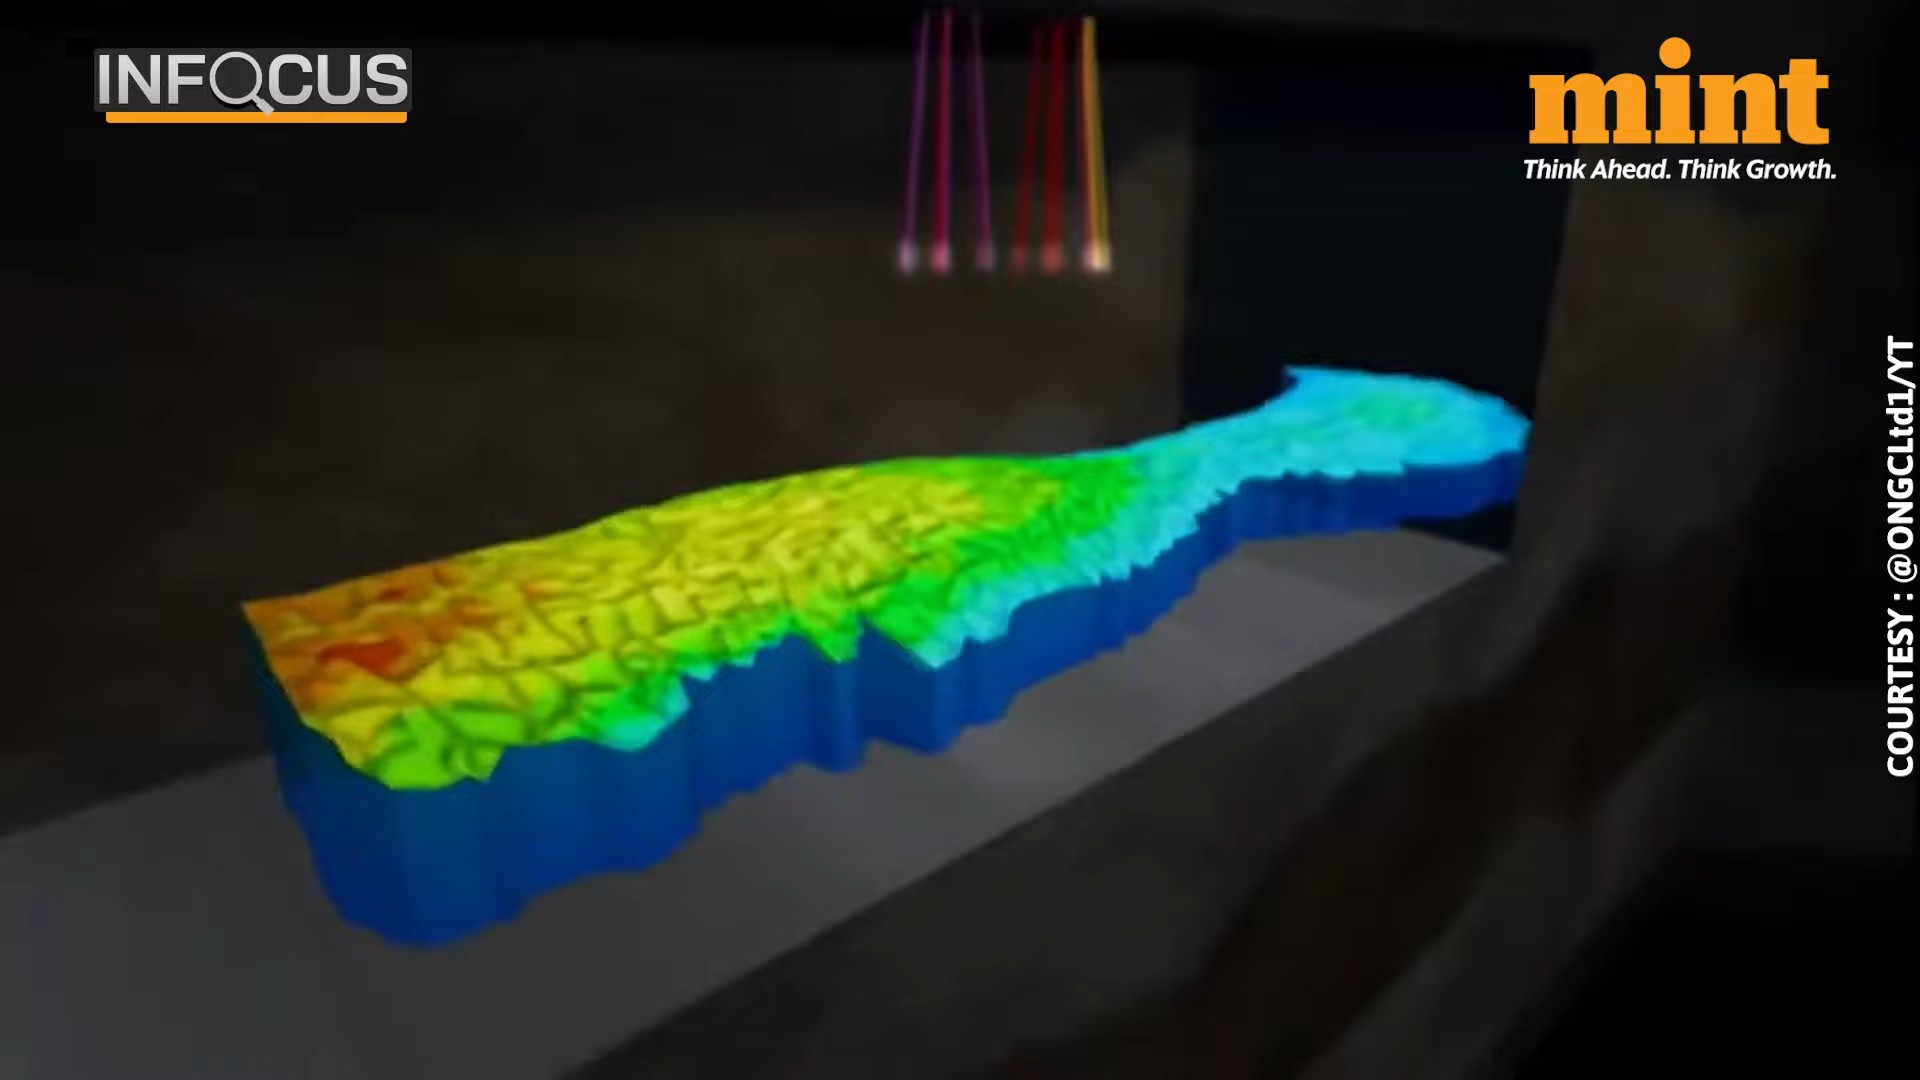 INFOCUS
mint
Think Ahead. Think Growth.
COURTESY : @ONGCLtd1/YT